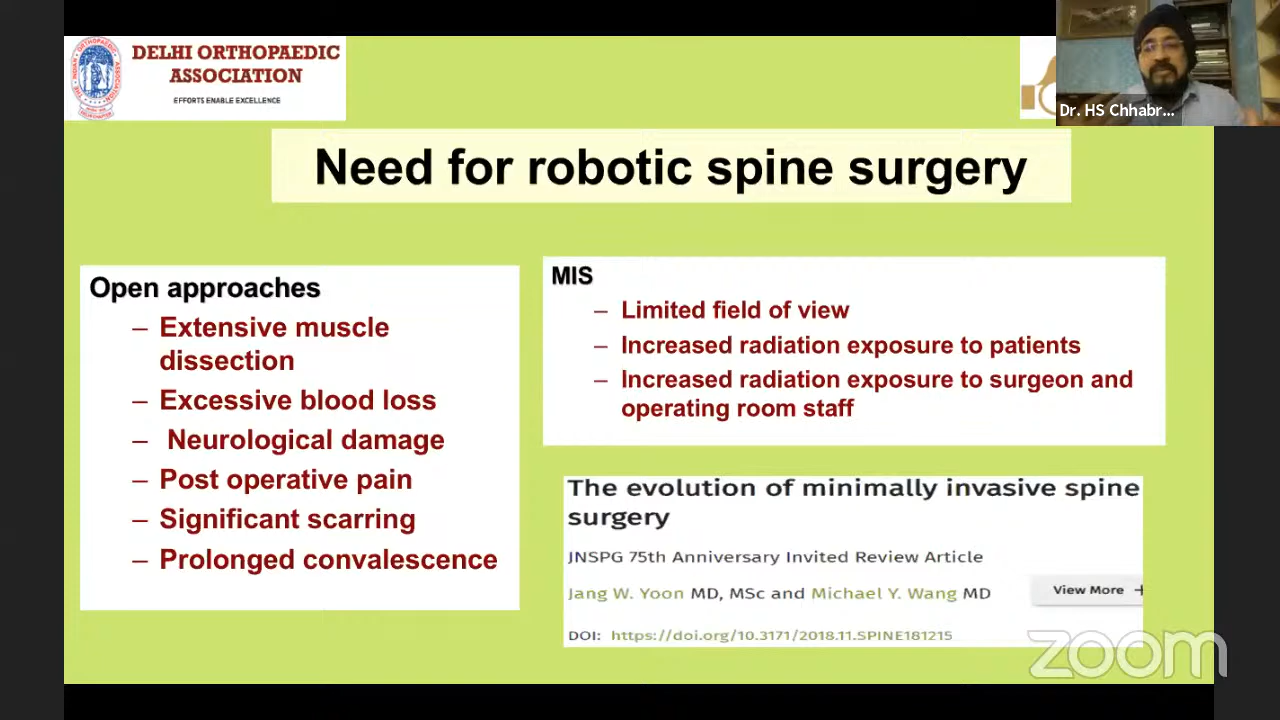 DELHI ORTHOPAEDIC
ASSOCIATION
EFFORTS ENABLE EXCELLENCE
Dr. HS Chhabr...
Need for robotic spine surgery
Open approaches
– Extensive muscle
dissection
– Excessive blood loss
– Neurological damage
– Post operative pain
– Significant scarring
– Prolonged convalescence
MIS
– Limited field of view
– Increased radiation exposure to patients
– Increased radiation exposure to surgeon and
operating room staff
The evolution of minimally invasive spine
surgery
JNSPG 75th Anniversary Invited Review Article
Jang W. Yoon MD, MSc and Michael Y. Wang MD
View More +
DOI: https://doi.org/10.3171/2018.11.SPINE181215
zoom